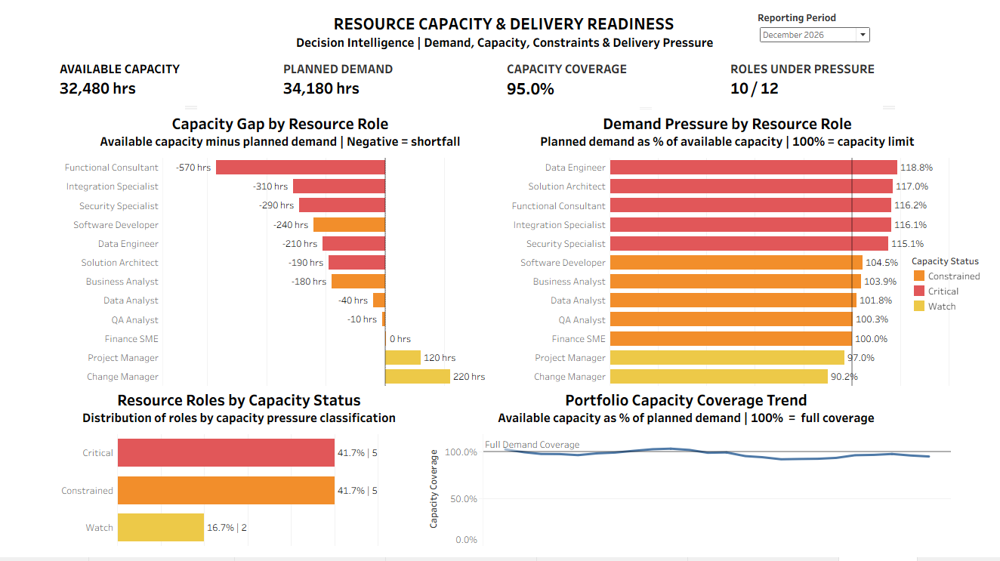 RESOURCE CAPACITY & DELIVERY READINESS
Decision Intelligence | Demand, Capacity, Constraints & Delivery Pressure
Reporting Period
December 2026
AVAILABLE CAPACITY
32,480 hrs
PLANNED DEMAND
34,180 hrs
CAPACITY COVERAGE
95.0%
ROLES UNDER PRESSURE
10 / 12
Capacity Gap by Resource Role
Available capacity minus planned demand | Negative = shortfall
Functional Consultant -570 hrs
Integration Specialist -310 hrs
Security Specialist -290 hrs
Software Developer -240 hrs
Data Engineer -210 hrs
Solution Architect -190 hrs
Business Analyst -180 hrs
Data Analyst -40 hrs
QA Analyst -10 hrs
Finance SME 0 hrs
Project Manager 120 hrs
Change Manager 220 hrs
Demand Pressure by Resource Role
Planned demand as % of available capacity | 100% = capacity limit
Data Engineer 118.8%
Solution Architect 117.0%
Functional Consultant 116.2%
Integration Specialist 116.1%
Security Specialist 115.1%
Software Developer 104.5%
Business Analyst 103.9%
Data Analyst 101.8%
QA Analyst 100.3%
Finance SME 100.0%
Project Manager 97.0%
Change Manager 90.2%
Capacity Status
Constrained
Critical
Watch
Resource Roles by Capacity Status
Distribution of roles by capacity pressure classification
Critical 41.7% | 5
Constrained 41.7% | 5
Watch 16.7% | 2
Portfolio Capacity Coverage Trend
Available capacity as % of planned demand | 100% = full coverage
Capacity Coverage
Full Demand Coverage
100.0%
50.0%
0.0%